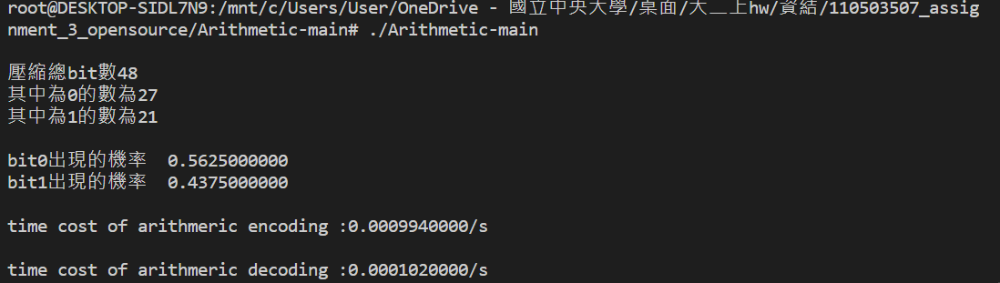 root@DESKTOP-SIDL7N9:/mnt/c/Users/User/OneDrive - 國立中央大學/桌面/大二上hw/資結/110503507_assig
nment_3_opensource/Arithmetic-main# ./Arithmetic-main
壓縮總bit數48
其中為0的數為27
其中為1的數為21
bit0出現的機率  0.5625000000
bit1出現的機率  0.4375000000
time cost of arithmeric encoding :0.0009940000/s
time cost of arithmeric decoding :0.0001020000/s